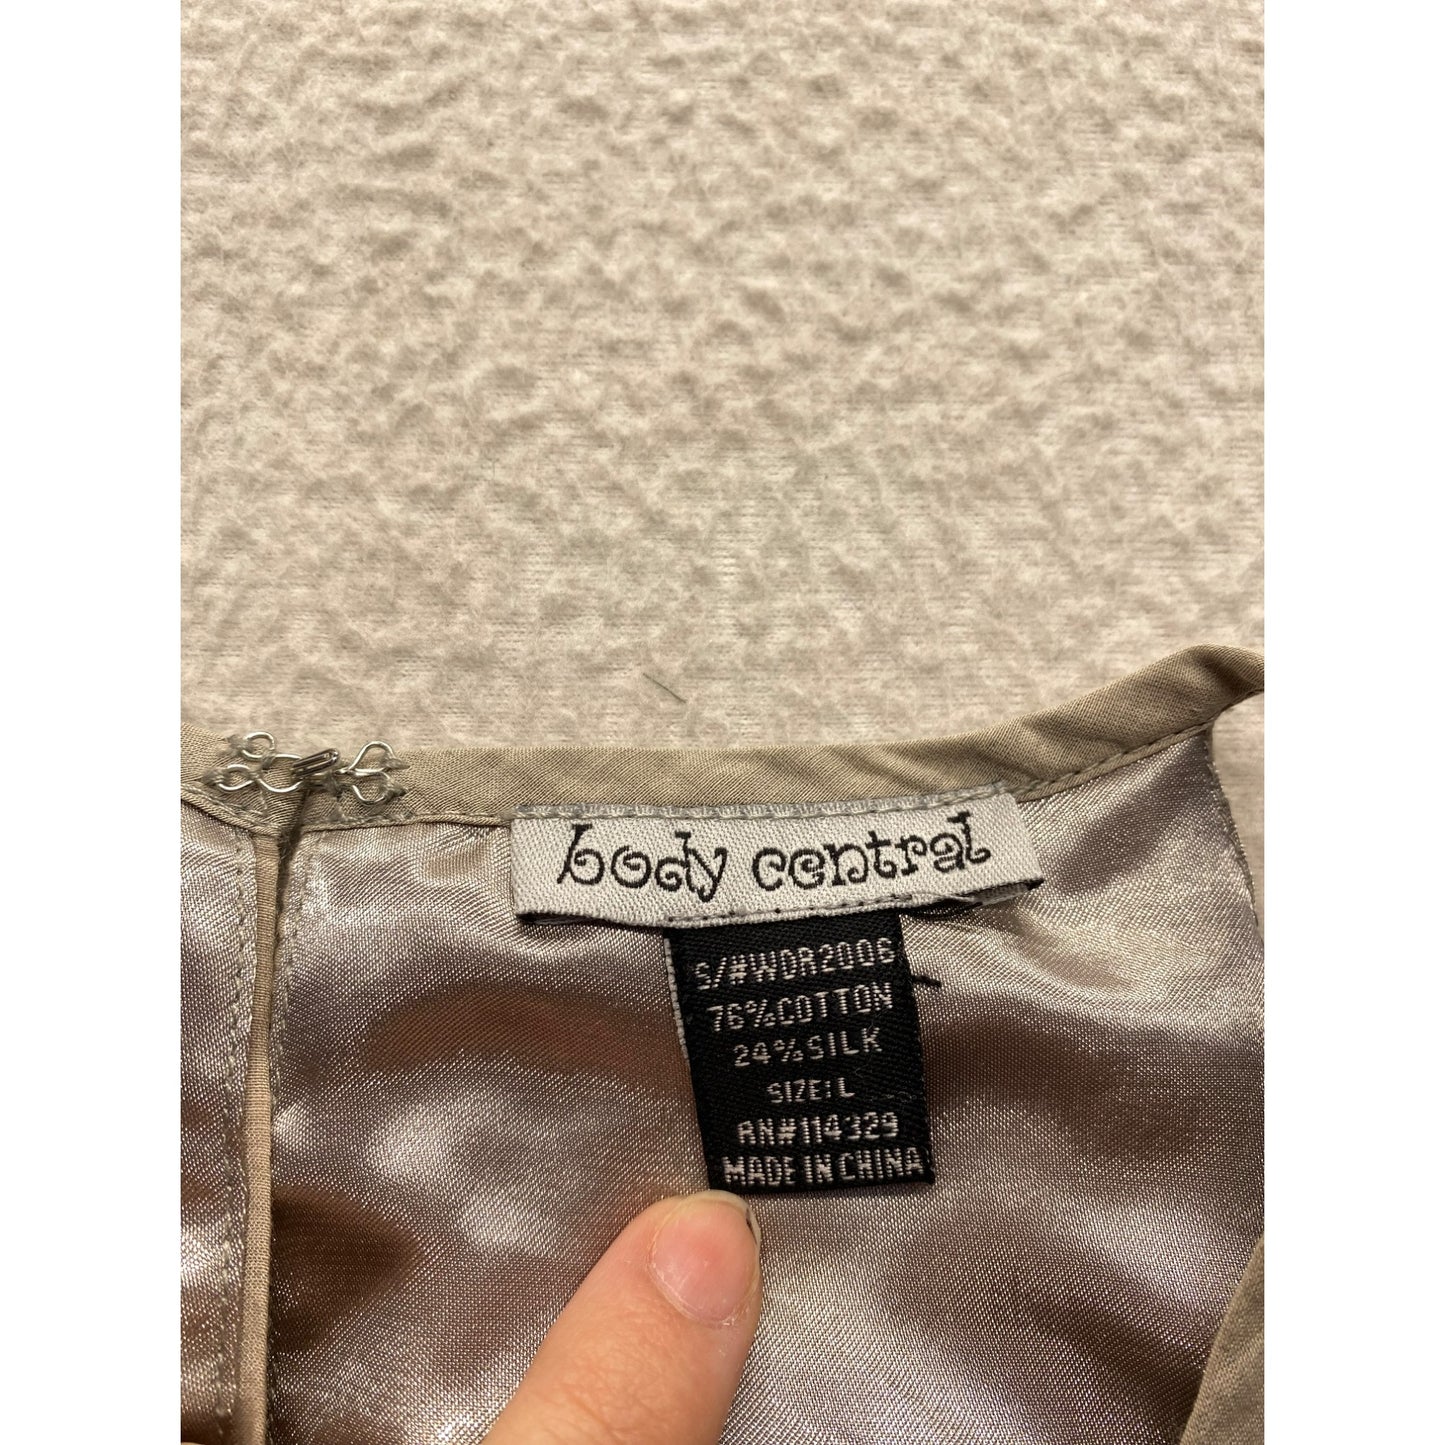 body central
S/#WDR2006
76%COTTON
24%SILK
SIZE:L
RN#114329
MADE IN CHINA